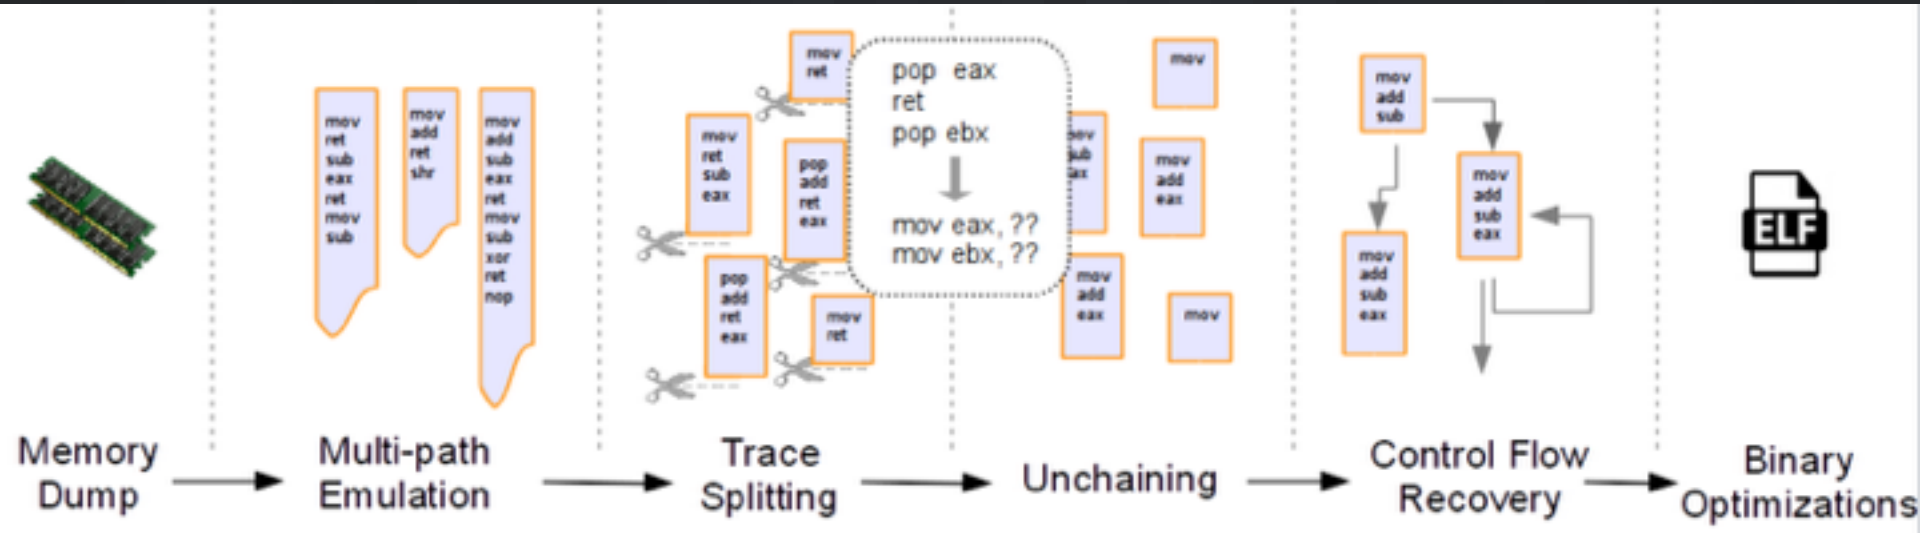 mov
ret
sub
eax
ret
mov
sub
mov
add
ret
shr
mov
add
sub
eax
ret
mov
sub
xor
ret
nop
mov
ret
mov
ret
sub
eax
pop
add
ret
eax
pop
add
ret
eax
mov
ret
pop eax
ret
pop ebx
mov eax, ??
mov ebx, ??
mov
mov
add
eax
mov
add
eax
mov
mov
add
sub
mov
add
sub
eax
mov
add
sub
eax
ELF
Memory
Dump
Multi-path
Emulation
Trace
Splitting
Unchaining
Control Flow
Recovery
Binary
Optimizations